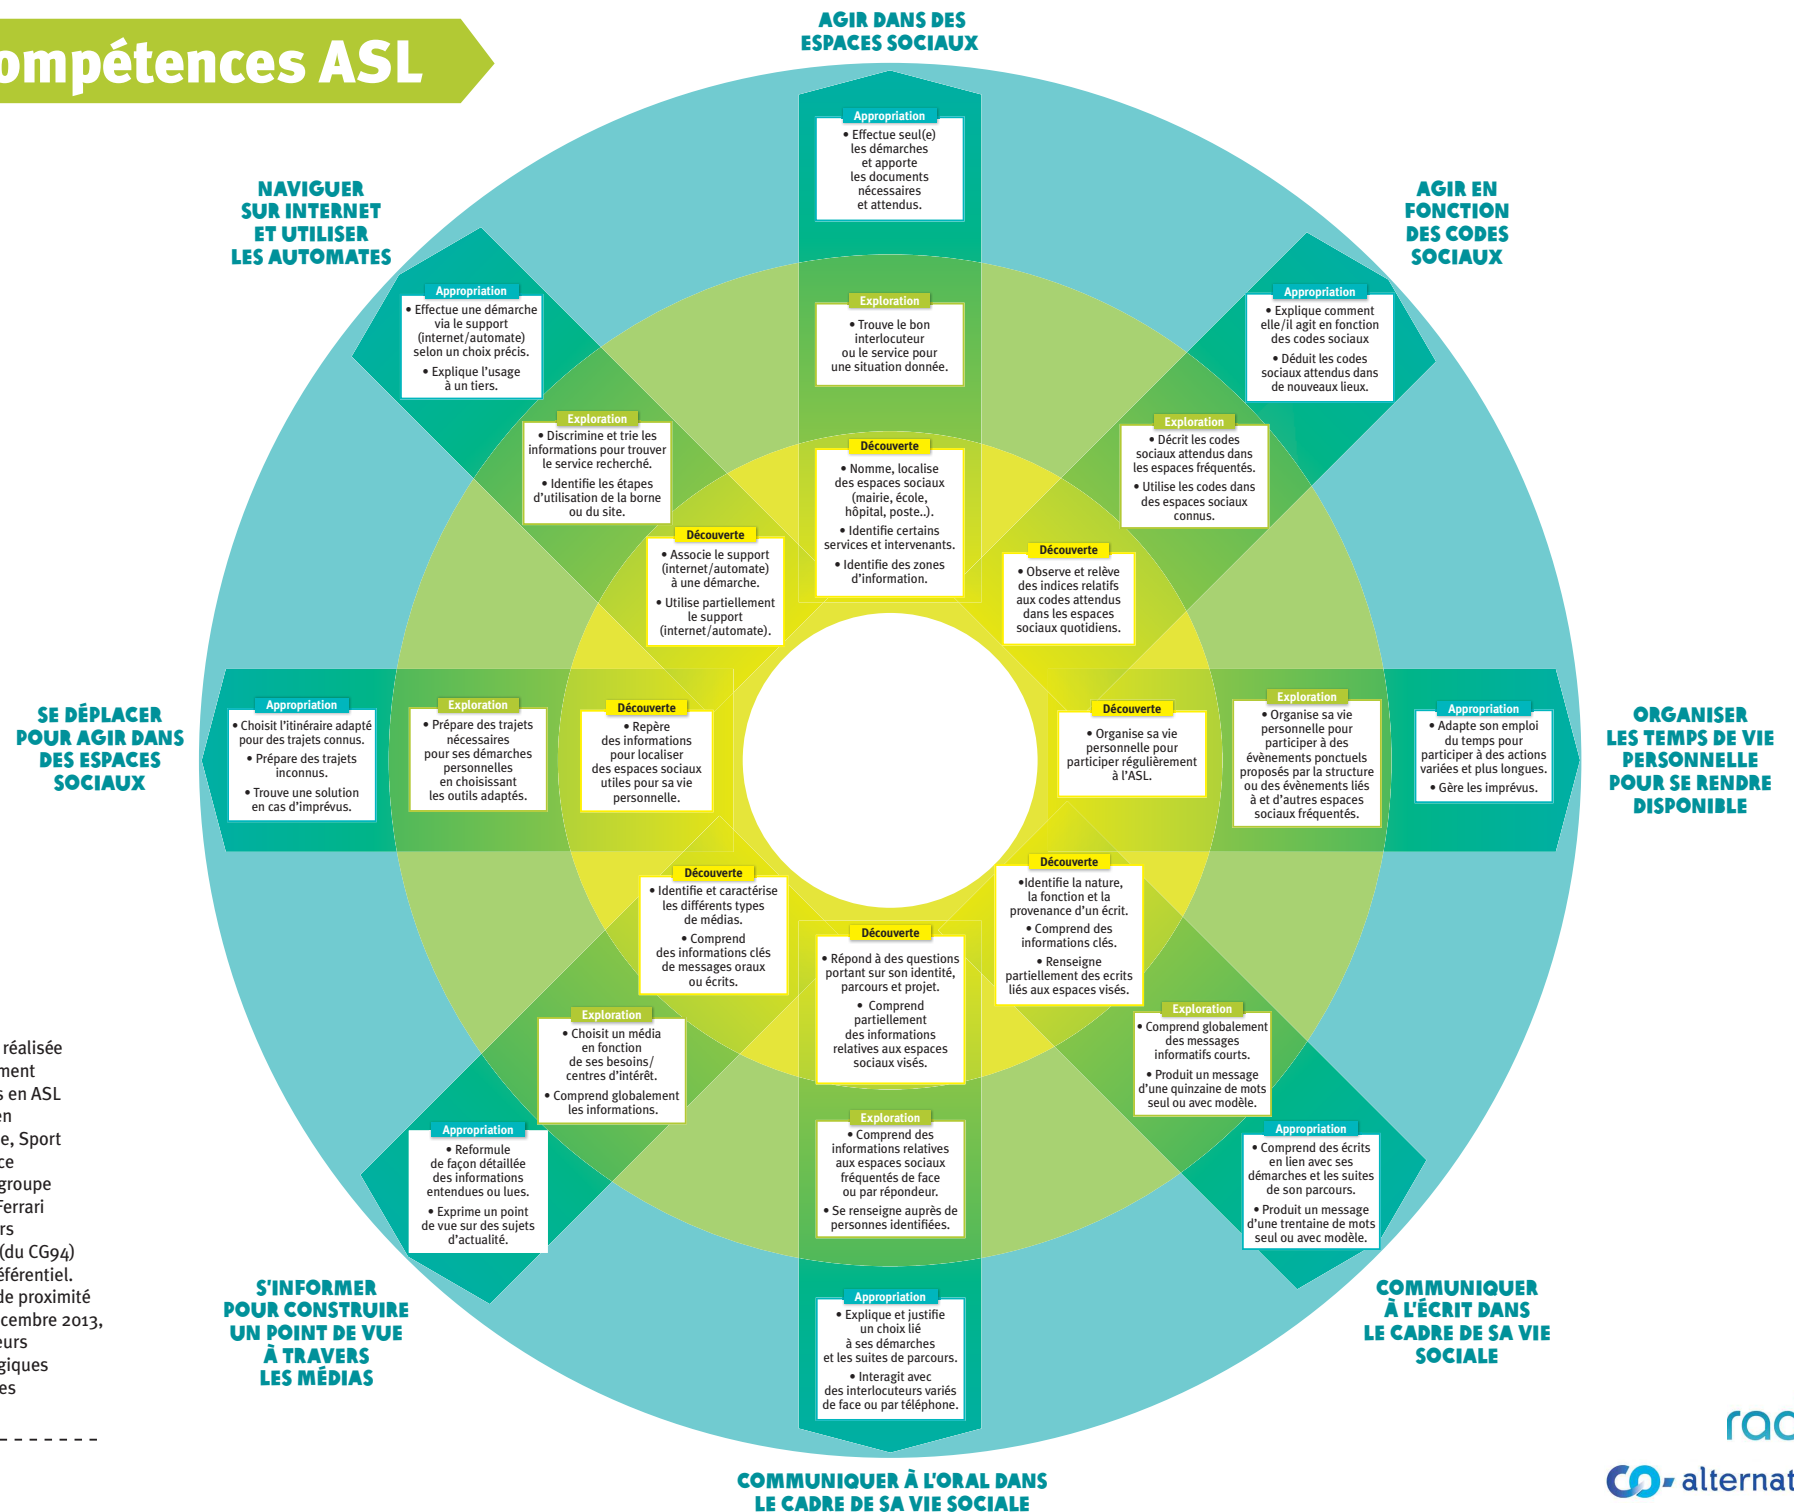 ompétences ASL
AGIR DANS DES
ESPACES SOCIAUX
Appropriation
• Effectue seul(e)
les démarches
et apporte
les documents
nécessaires
et attendus.
Exploration
• Trouve le bon
interlocuteur
ou le service pour
une situation donnée.
Découverte
• Nomme, localise
des espaces sociaux
(mairie, école,
hôpital, poste..).
• Identifie certains
services et intervenants.
• Identifie des zones
d'information.
AGIR EN
FONCTION
DES CODES
SOCIAUX
Appropriation
• Explique comment
elle/il agit en fonction
des codes sociaux
• Déduit les codes
sociaux attendus dans
de nouveaux lieux.
Exploration
• Décrit les codes
sociaux attendus dans
les espaces fréquentés.
• Utilise les codes dans
des espaces sociaux
connus.
Découverte
• Observe et relève
des indices relatifs
aux codes attendus
dans les espaces
sociaux quotidiens.
ORGANISER
LES TEMPS DE VIE
PERSONNELLE
POUR SE RENDRE
DISPONIBLE
Découverte
• Organise sa vie
personnelle pour
participer régulièrement
à l'ASL.
Exploration
• Organise sa vie
personnelle pour
participer à des
évènements ponctuels
proposés par la structure
ou des évènements liés
à et d'autres espaces
sociaux fréquentés.
Appropriation
• Adapte son emploi
du temps pour
participer à des actions
variées et plus longues.
• Gère les imprévus.
Découverte
•Identifie la nature,
la fonction et la
provenance d'un écrit.
• Comprend des
informations clés.
• Renseigne
partiellement des ecrits
liés aux espaces visés.
Exploration
• Comprend globalement
des messages
informatifs courts.
• Produit un message
d'une quinzaine de mots
seul ou avec modèle.
Appropriation
• Comprend des écrits
en lien avec ses
démarches et les suites
de son parcours.
• Produit un message
d'une trentaine de mots
seul ou avec modèle.
COMMUNIQUER
À L'ÉCRIT DANS
LE CADRE DE SA VIE
SOCIALE
Découverte
• Répond à des questions
portant sur son identité,
parcours et projet.
• Comprend
partiellement
des informations
relatives aux espaces
sociaux visés.
Exploration
• Comprend des
informations relatives
aux espaces sociaux
fréquentés de face
ou par répondeur.
• Se renseigne auprès de
personnes identifiées.
Appropriation
• Explique et justifie
un choix lié
à ses démarches
et les suites de parcours.
• Interagit avec
des interlocuteurs variés
de face ou par téléphone.
COMMUNIQUER À L'ORAL DANS
LE CADRE DE SA VIE SOCIALE
Découverte
• Identifie et caractérise
les différents types
de médias.
• Comprend
des informations clés
de messages oraux
ou écrits.
Exploration
• Choisit un média
en fonction
de ses besoins/
centres d'intérêt.
• Comprend globalement
les informations.
Appropriation
• Reformule
de façon détaillée
des informations
entendues ou lues.
• Exprime un point
de vue sur des sujets
d'actualité.
S'INFORMER
POUR CONSTRUIRE
UN POINT DE VUE
À TRAVERS
LES MÉDIAS
SE DÉPLACER
POUR AGIR DANS
DES ESPACES
SOCIAUX
Appropriation
• Choisit l'itinéraire adapté
pour des trajets connus.
• Prépare des trajets
inconnus.
• Trouve une solution
en cas d'imprévus.
Exploration
• Prépare des trajets
nécessaires
pour ses démarches
personnelles
en choisissant
les outils adaptés.
Découverte
• Repère
des informations
pour localiser
des espaces sociaux
utiles pour sa vie
personnelle.
NAVIGUER
SUR INTERNET
ET UTILISER
LES AUTOMATES
Appropriation
• Effectue une démarche
via le support
(internet/automate)
selon un choix précis.
• Explique l'usage
à un tiers.
Exploration
• Discrimine et trie les
informations pour trouver
le service recherché.
• Identifie les étapes
d'utilisation de la borne
ou du site.
Découverte
• Associe le support
(internet/automate)
à une démarche.
• Utilise partiellement
le support
(internet/automate).
réalisée
ment
s en ASL
en
e, Sport
ce
groupe
Ferrari
rs
(du CG94)
éférentiel.
de proximité
cembre 2013,
eurs
giques
es
rad
co-alternat